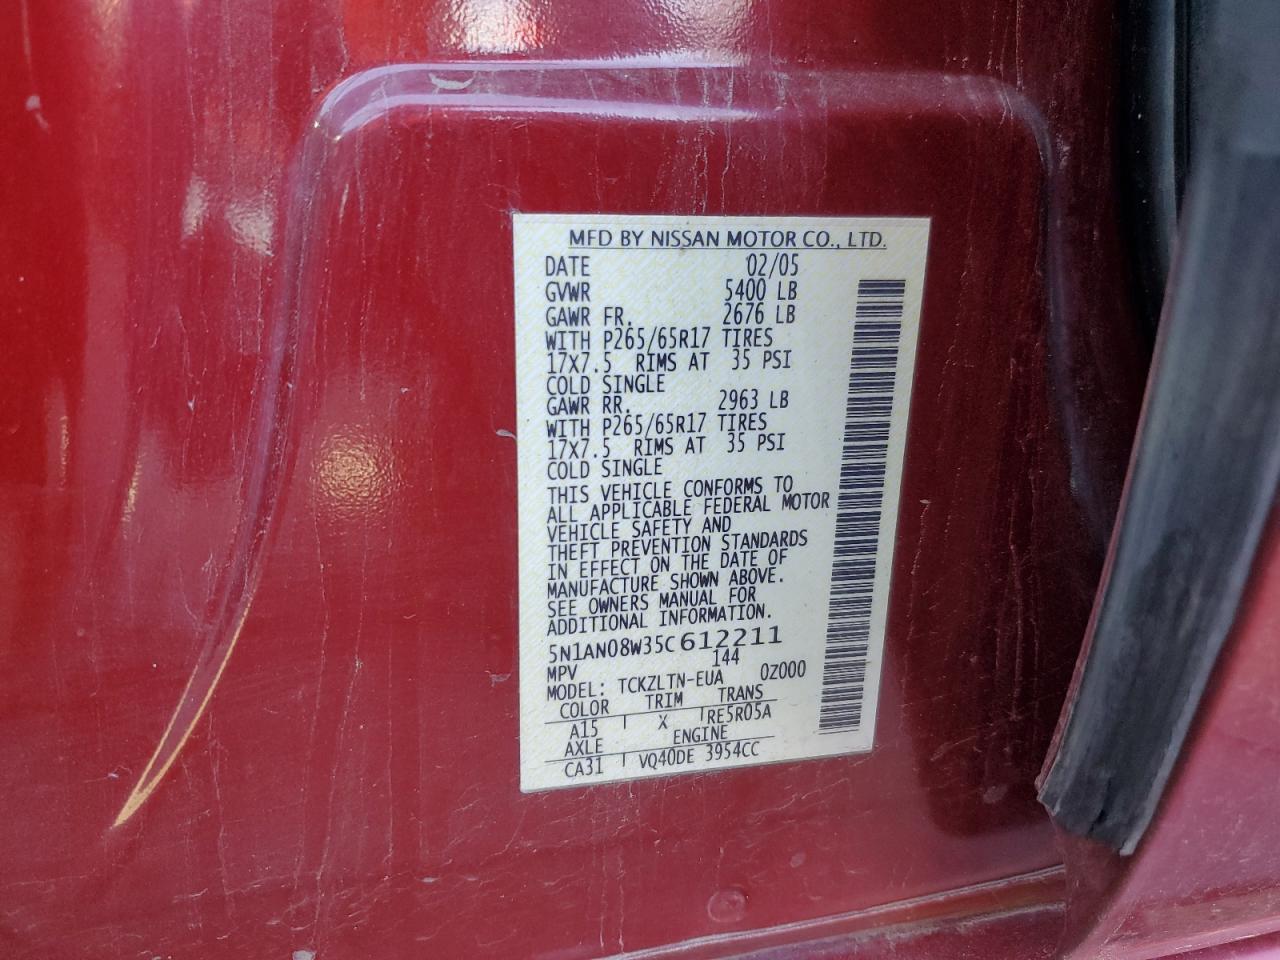 MFD BY NISSAN MOTOR CO., LTD.
DATE 02/05
GVWR 5400 LB
GAWR FR. 2676 LB
WITH P265/65R17 TIRES
17X7.5 RIMS AT 35 PSI
COLD SINGLE
GAWR RR. 2963 LB
WITH P265/65R17 TIRES
17X7.5 RIMS AT 35 PSI
COLD SINGLE
THIS VEHICLE CONFORMS TO
ALL APPLICABLE FEDERAL MOTOR
VEHICLE SAFETY AND
THEFT PREVENTION STANDARDS
IN EFFECT ON THE DATE OF
MANUFACTURE SHOWN ABOVE.
SEE OWNERS MANUAL FOR
ADDITIONAL INFORMATION.
5N1AN08W35C612211
MPV 144
MODEL: TCKZLTN-EUA 0Z000
COLOR TRIM TRANS
A15 X RE5R05A
AXLE ENGINE
CA31 VQ40DE 3954CC